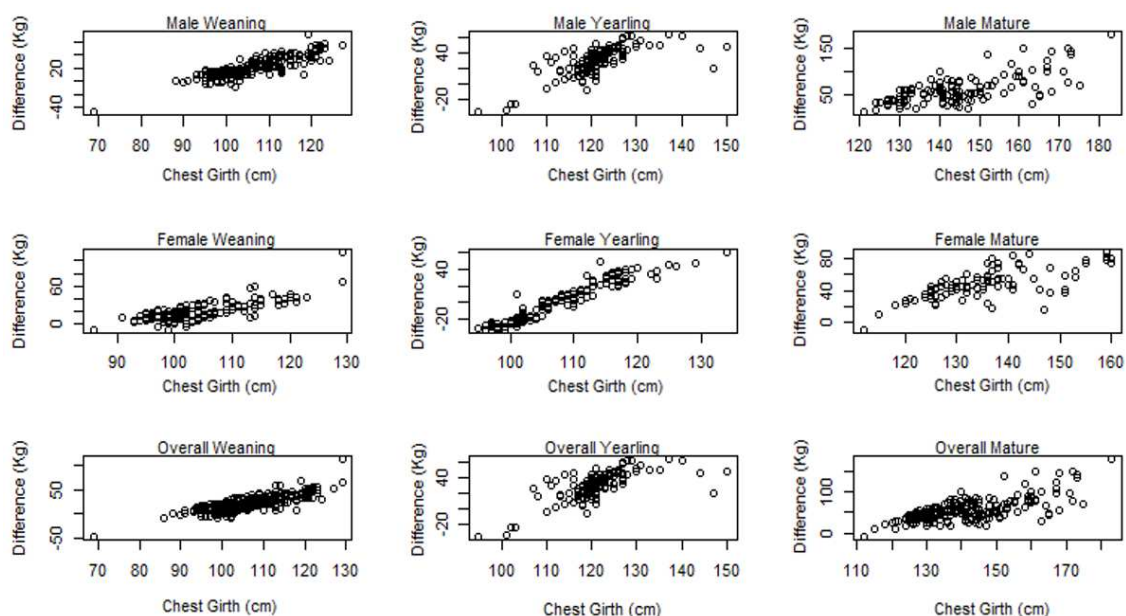 Male Weaning Male Yearling Male Mature
Difference (Kg) Difference (Kg) Difference (Kg)
20 40 150
-40 -20 50
70 80 90 100 110 120 100 110 120 130 140 150 120 130 140 150 160 170 180
Chest Girth (cm) Chest Girth (cm) Chest Girth (cm)
Female Weaning Female Yearling Female Mature
Difference (Kg) Difference (Kg) Difference (Kg)
60 40 80
0 -20 40
0
90 100 110 120 130 100 110 120 130 120 130 140 150 160
Chest Girth (cm) Chest Girth (cm) Chest Girth (cm)
Overall Weaning Overall Yearling Overall Mature
Difference (Kg) Difference (Kg) Difference (Kg)
50 40 100
-50 -20 0
70 80 90 100 110 120 130 100 110 120 130 140 150 110 130 150 170
Chest Girth (cm) Chest Girth (cm) Chest Girth (cm)